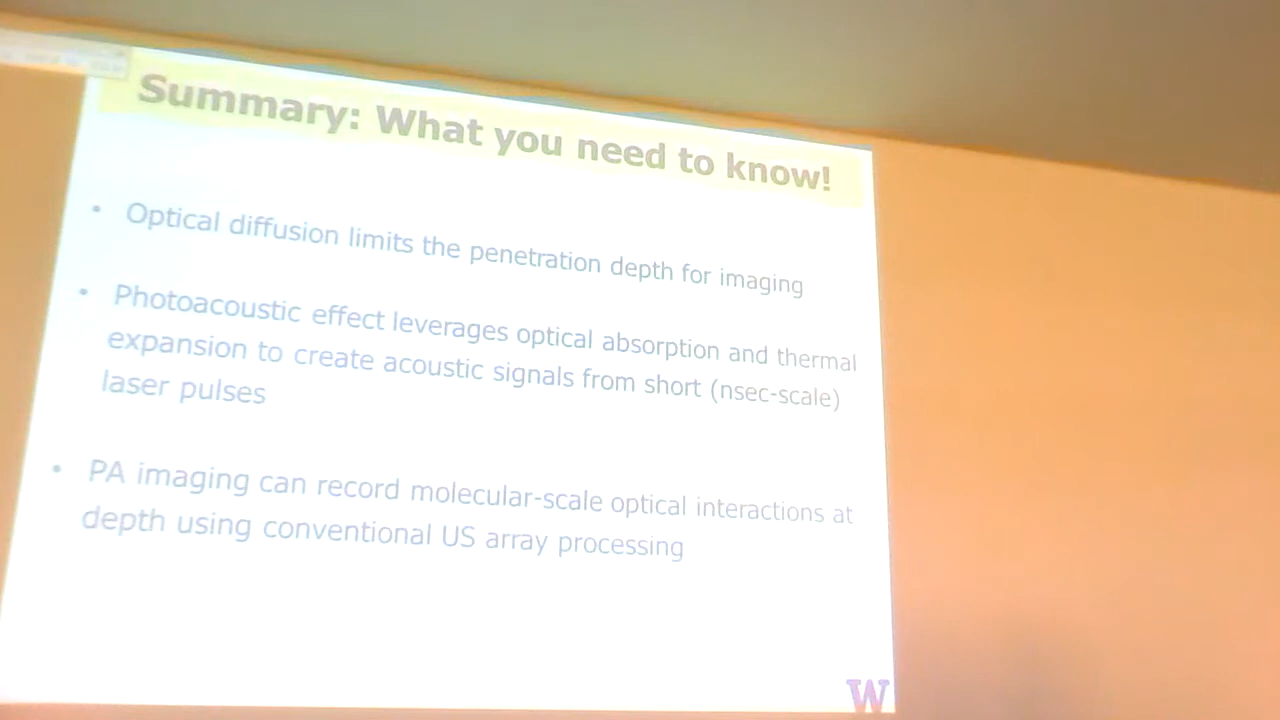 Summary: What you need to know!
• Optical diffusion limits the penetration depth for imaging
• Photoacoustic effect leverages optical absorption and thermal
expansion to create acoustic signals from short (nsec-scale)
laser pulses
• PA imaging can record molecular-scale optical interactions at
depth using conventional US array processing
W